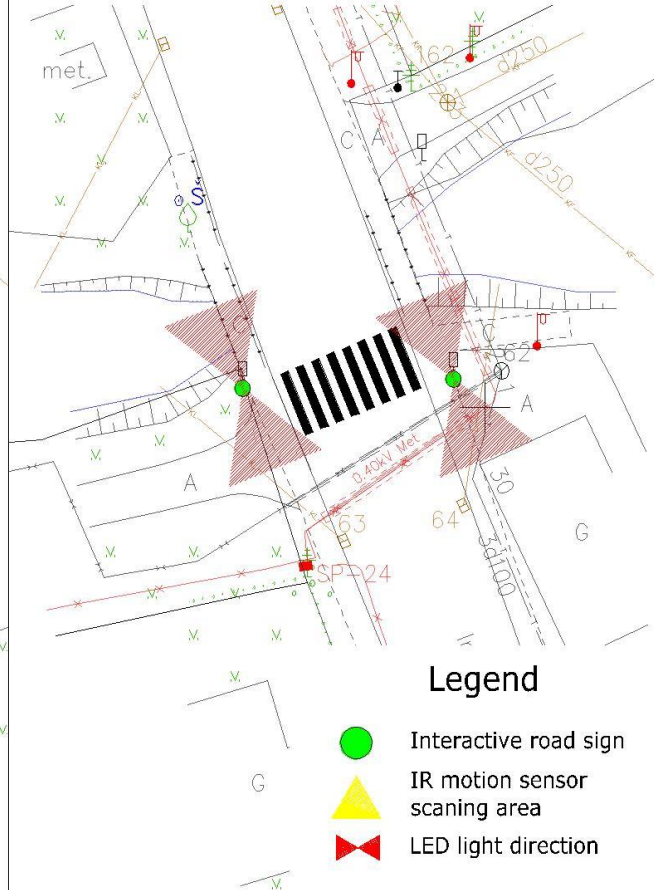 162
d250
met.
C
A
d250
Š
C
C
62
A
A
0.40kV Met
30
63
64
G
SP-24
3d100
Legend
G
Interactive road sign
IR motion sensor
scaning area
LED light direction